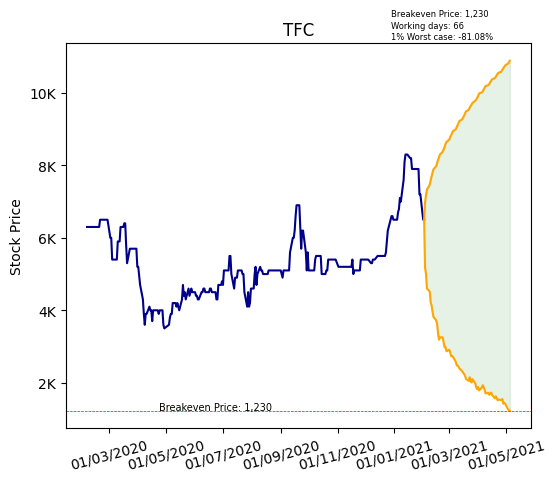 Breakeven Price: 1,230
Working days: 66
1% Worst case: -81.08%
TFC
Stock Price
10K
8K
6K
4K
2K
Breakeven Price: 1,230
01/03/2020
01/05/2020
01/07/2020
01/09/2020
01/11/2020
01/01/2021
01/03/2021
01/05/2021